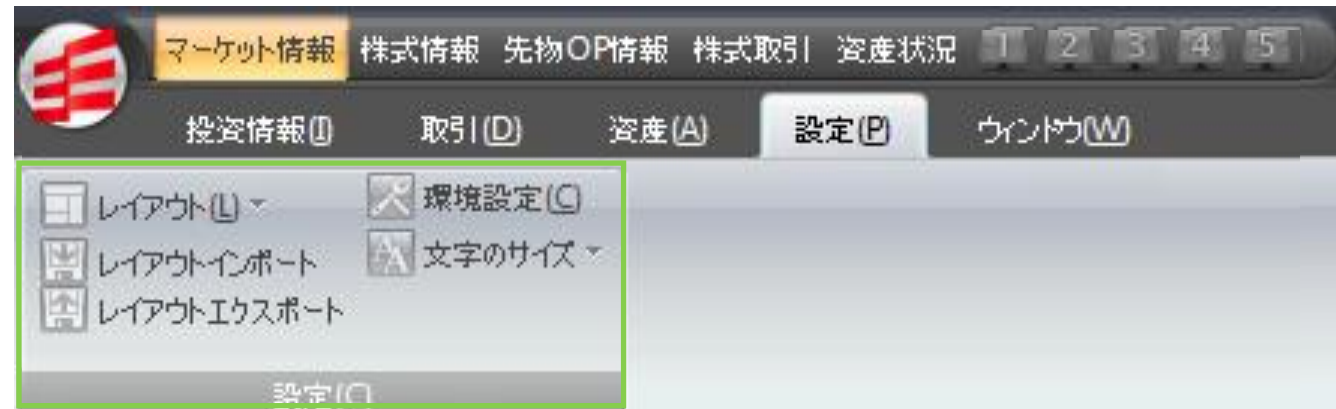 マーケット情報 株式情報 先物OP情報 株式取引 資産状況 1 2 3 4 5
投資情報(I) 取引(D) 資産(A) 設定(P) ウィンドウ(W)
レイアウト(L) 環境設定(C)
レイアウトインポート 文字のサイズ
レイアウトエクスポート
設定(C)